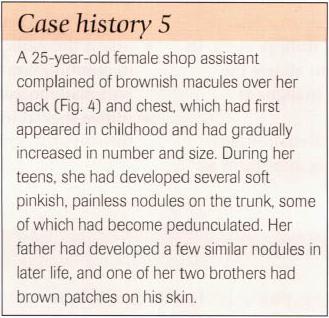 Case history 5
A 25-year-old female shop assistant
complained of brownish macules over her
back (Fig. 4) and chest, which had first
appeared in childhood and had gradually
increased in number and size. During her
teens, she had developed several soft
pinkish, painless nodules on the trunk, some
of which had become pedunculated. Her
father had developed a few similar nodules in
later life, and one of her two brothers had
brown patches on his skin.